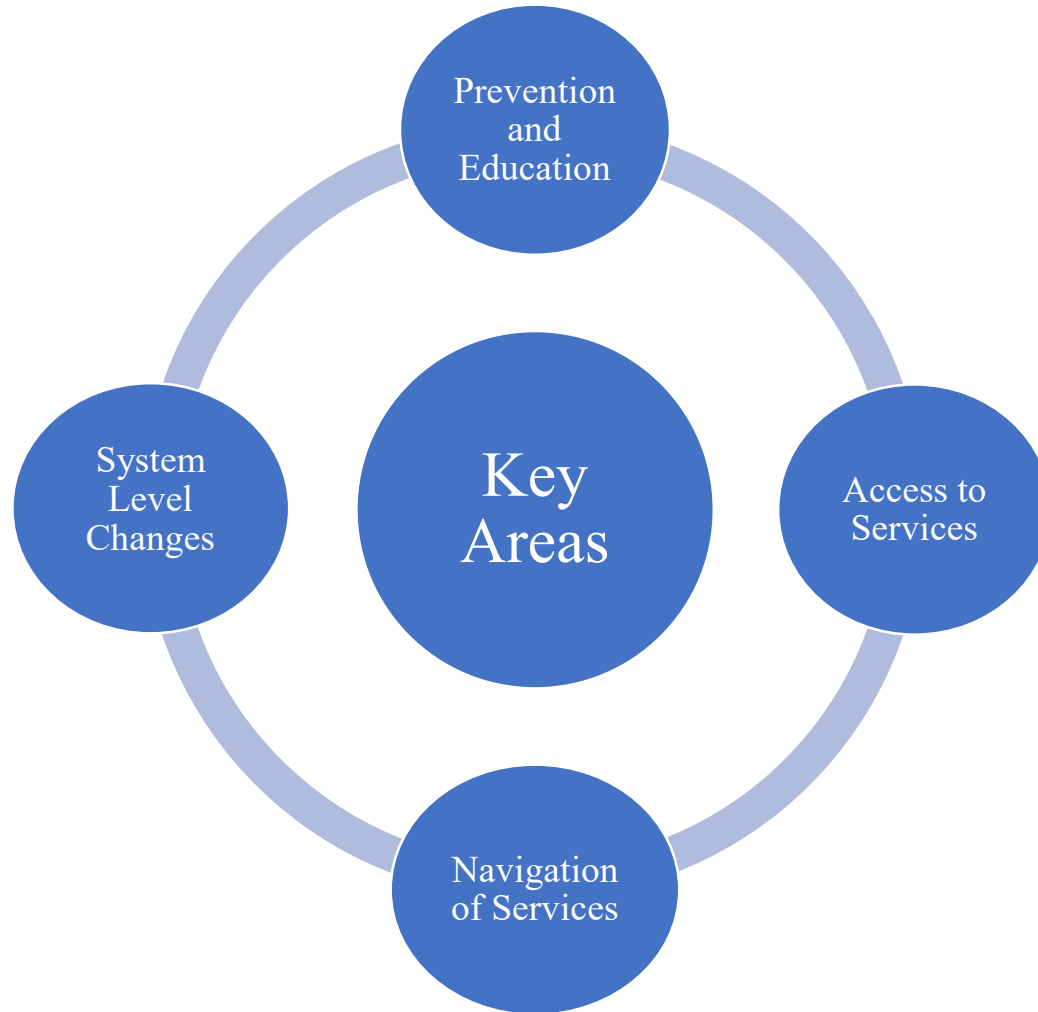 Prevention
and
Education
System
Level
Changes
Key
Areas
Access to
Services
Navigation
of Services